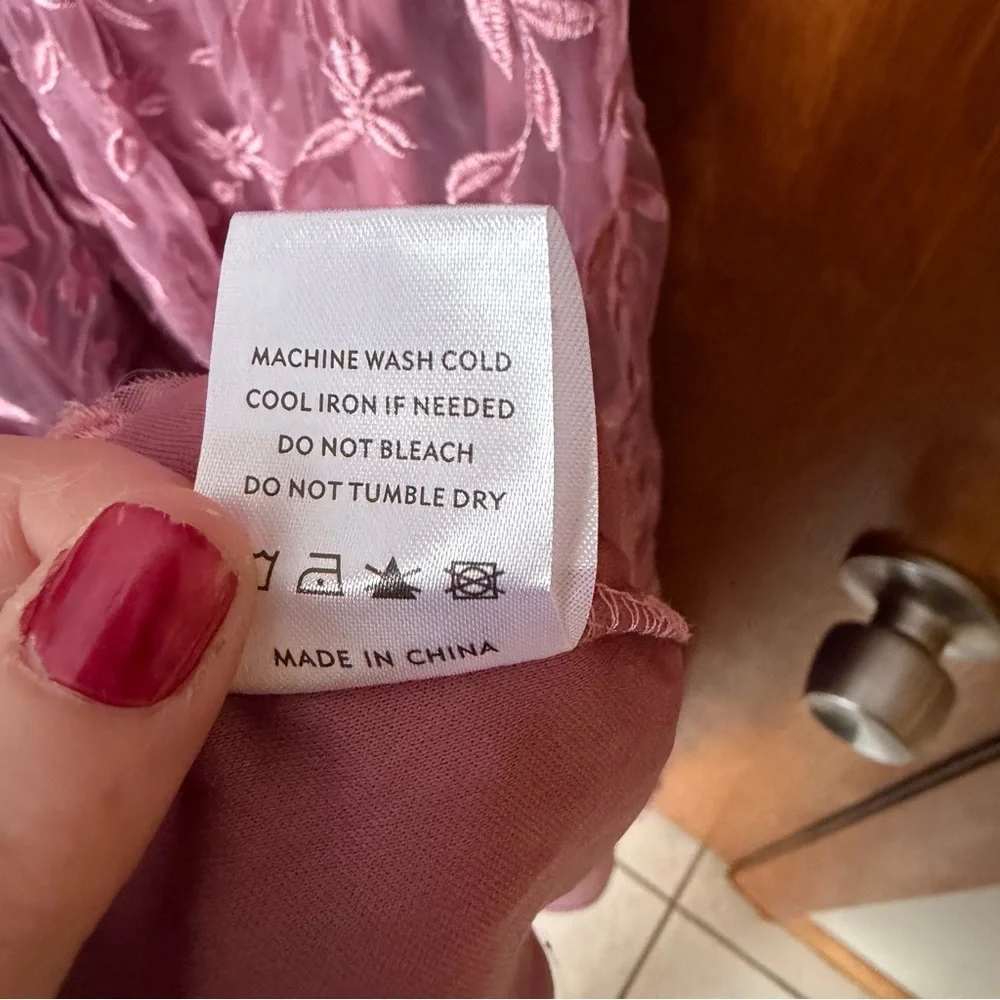 MACHINE WASH COLD
COOL IRON IF NEEDED
DO NOT BLEACH
DO NOT TUMBLE DRY
MADE IN CHINA